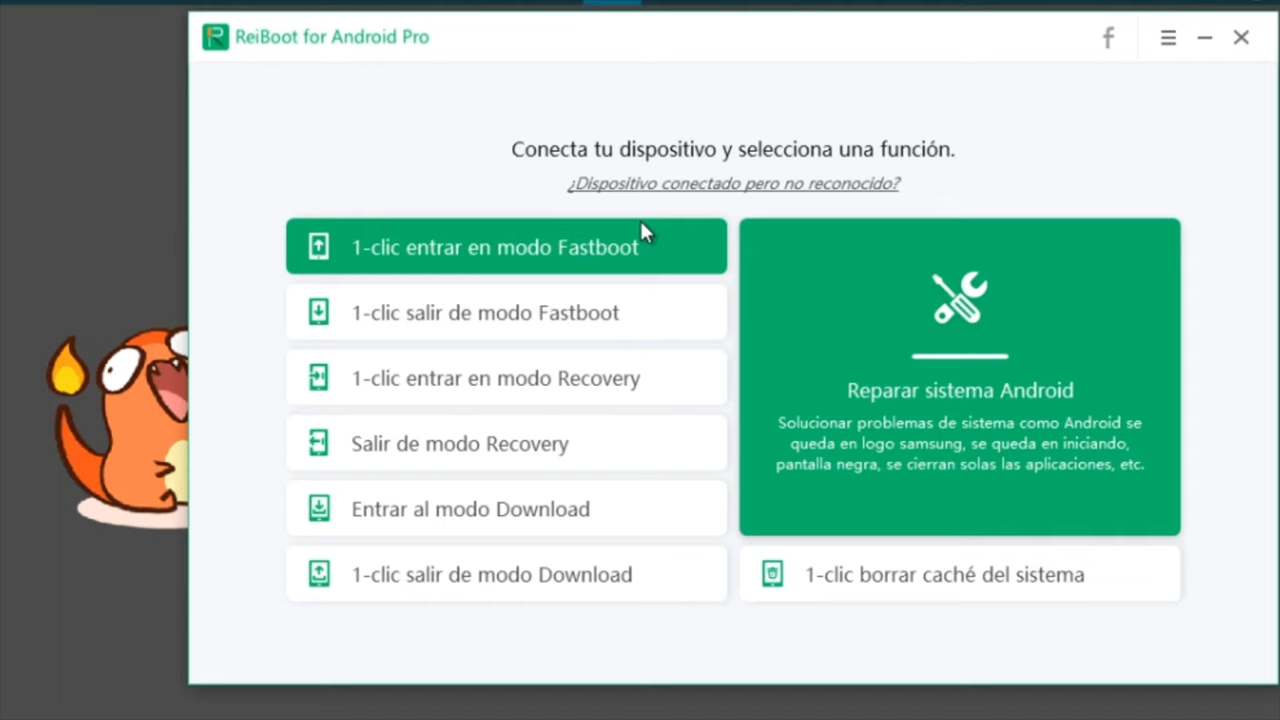 ReiBoot for Android Pro
Conecta tu dispositivo y selecciona una función.
¿Dispositivo conectado pero no reconocido?
1-clic entrar en modo Fastboot
1-clic salir de modo Fastboot
1-clic entrar en modo Recovery
Salir de modo Recovery
Entrar al modo Download
1-clic salir de modo Download
Reparar sistema Android
Solucionar problemas de sistema como Android se
queda en logo samsung, se queda en iniciando,
pantalla negra, se cierran solas las aplicaciones, etc.
1-clic borrar caché del sistema